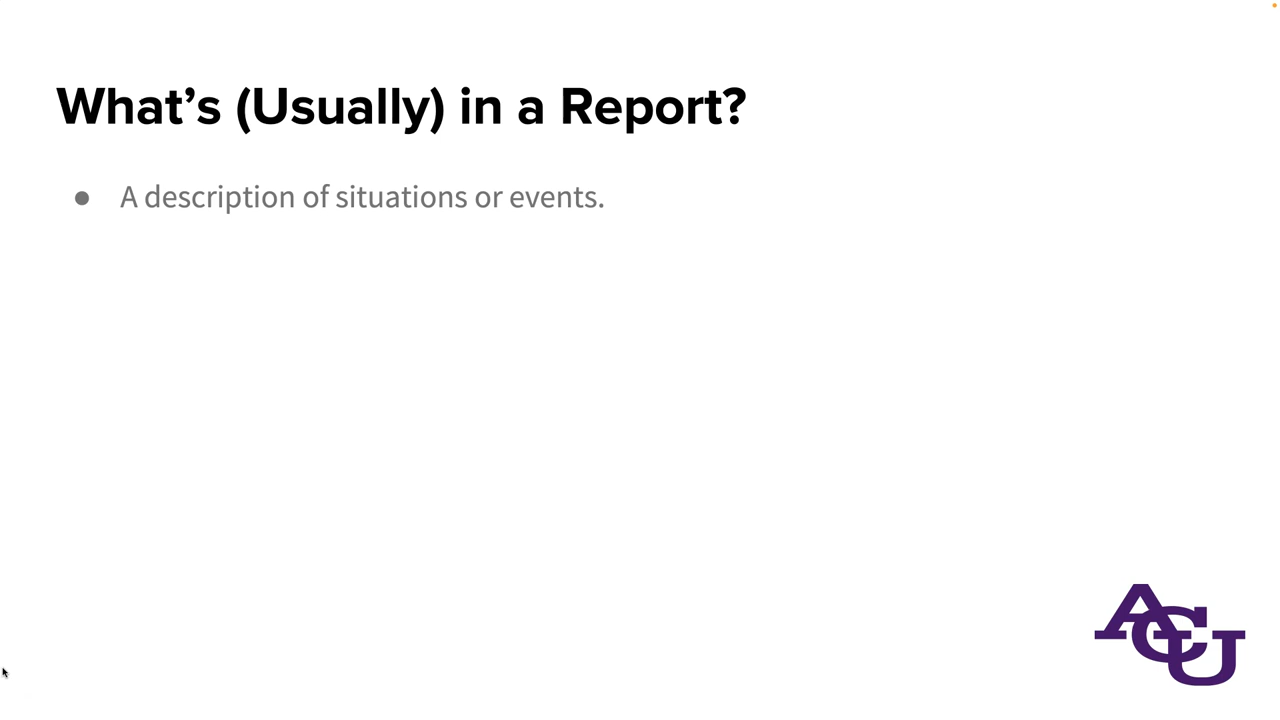 What’s (Usually) in a Report?
● A description of situations or events.
ACU